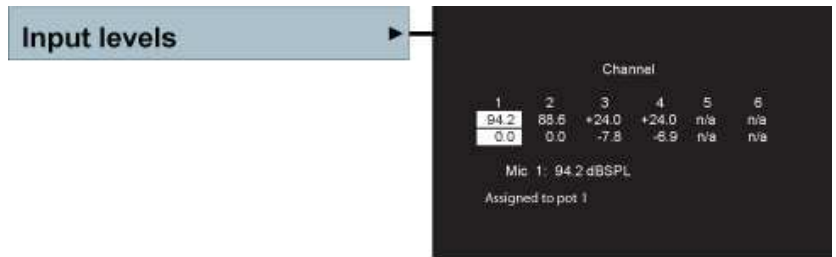 Input levels
Channel
1 2 3 4 5 6
94.2 88.6 +24.0 +24.0 n/a n/a
0.0 0.0 -7.8 -6.9 n/a n/a
Mic 1: 94.2 dBSPL
Assigned to pot 1